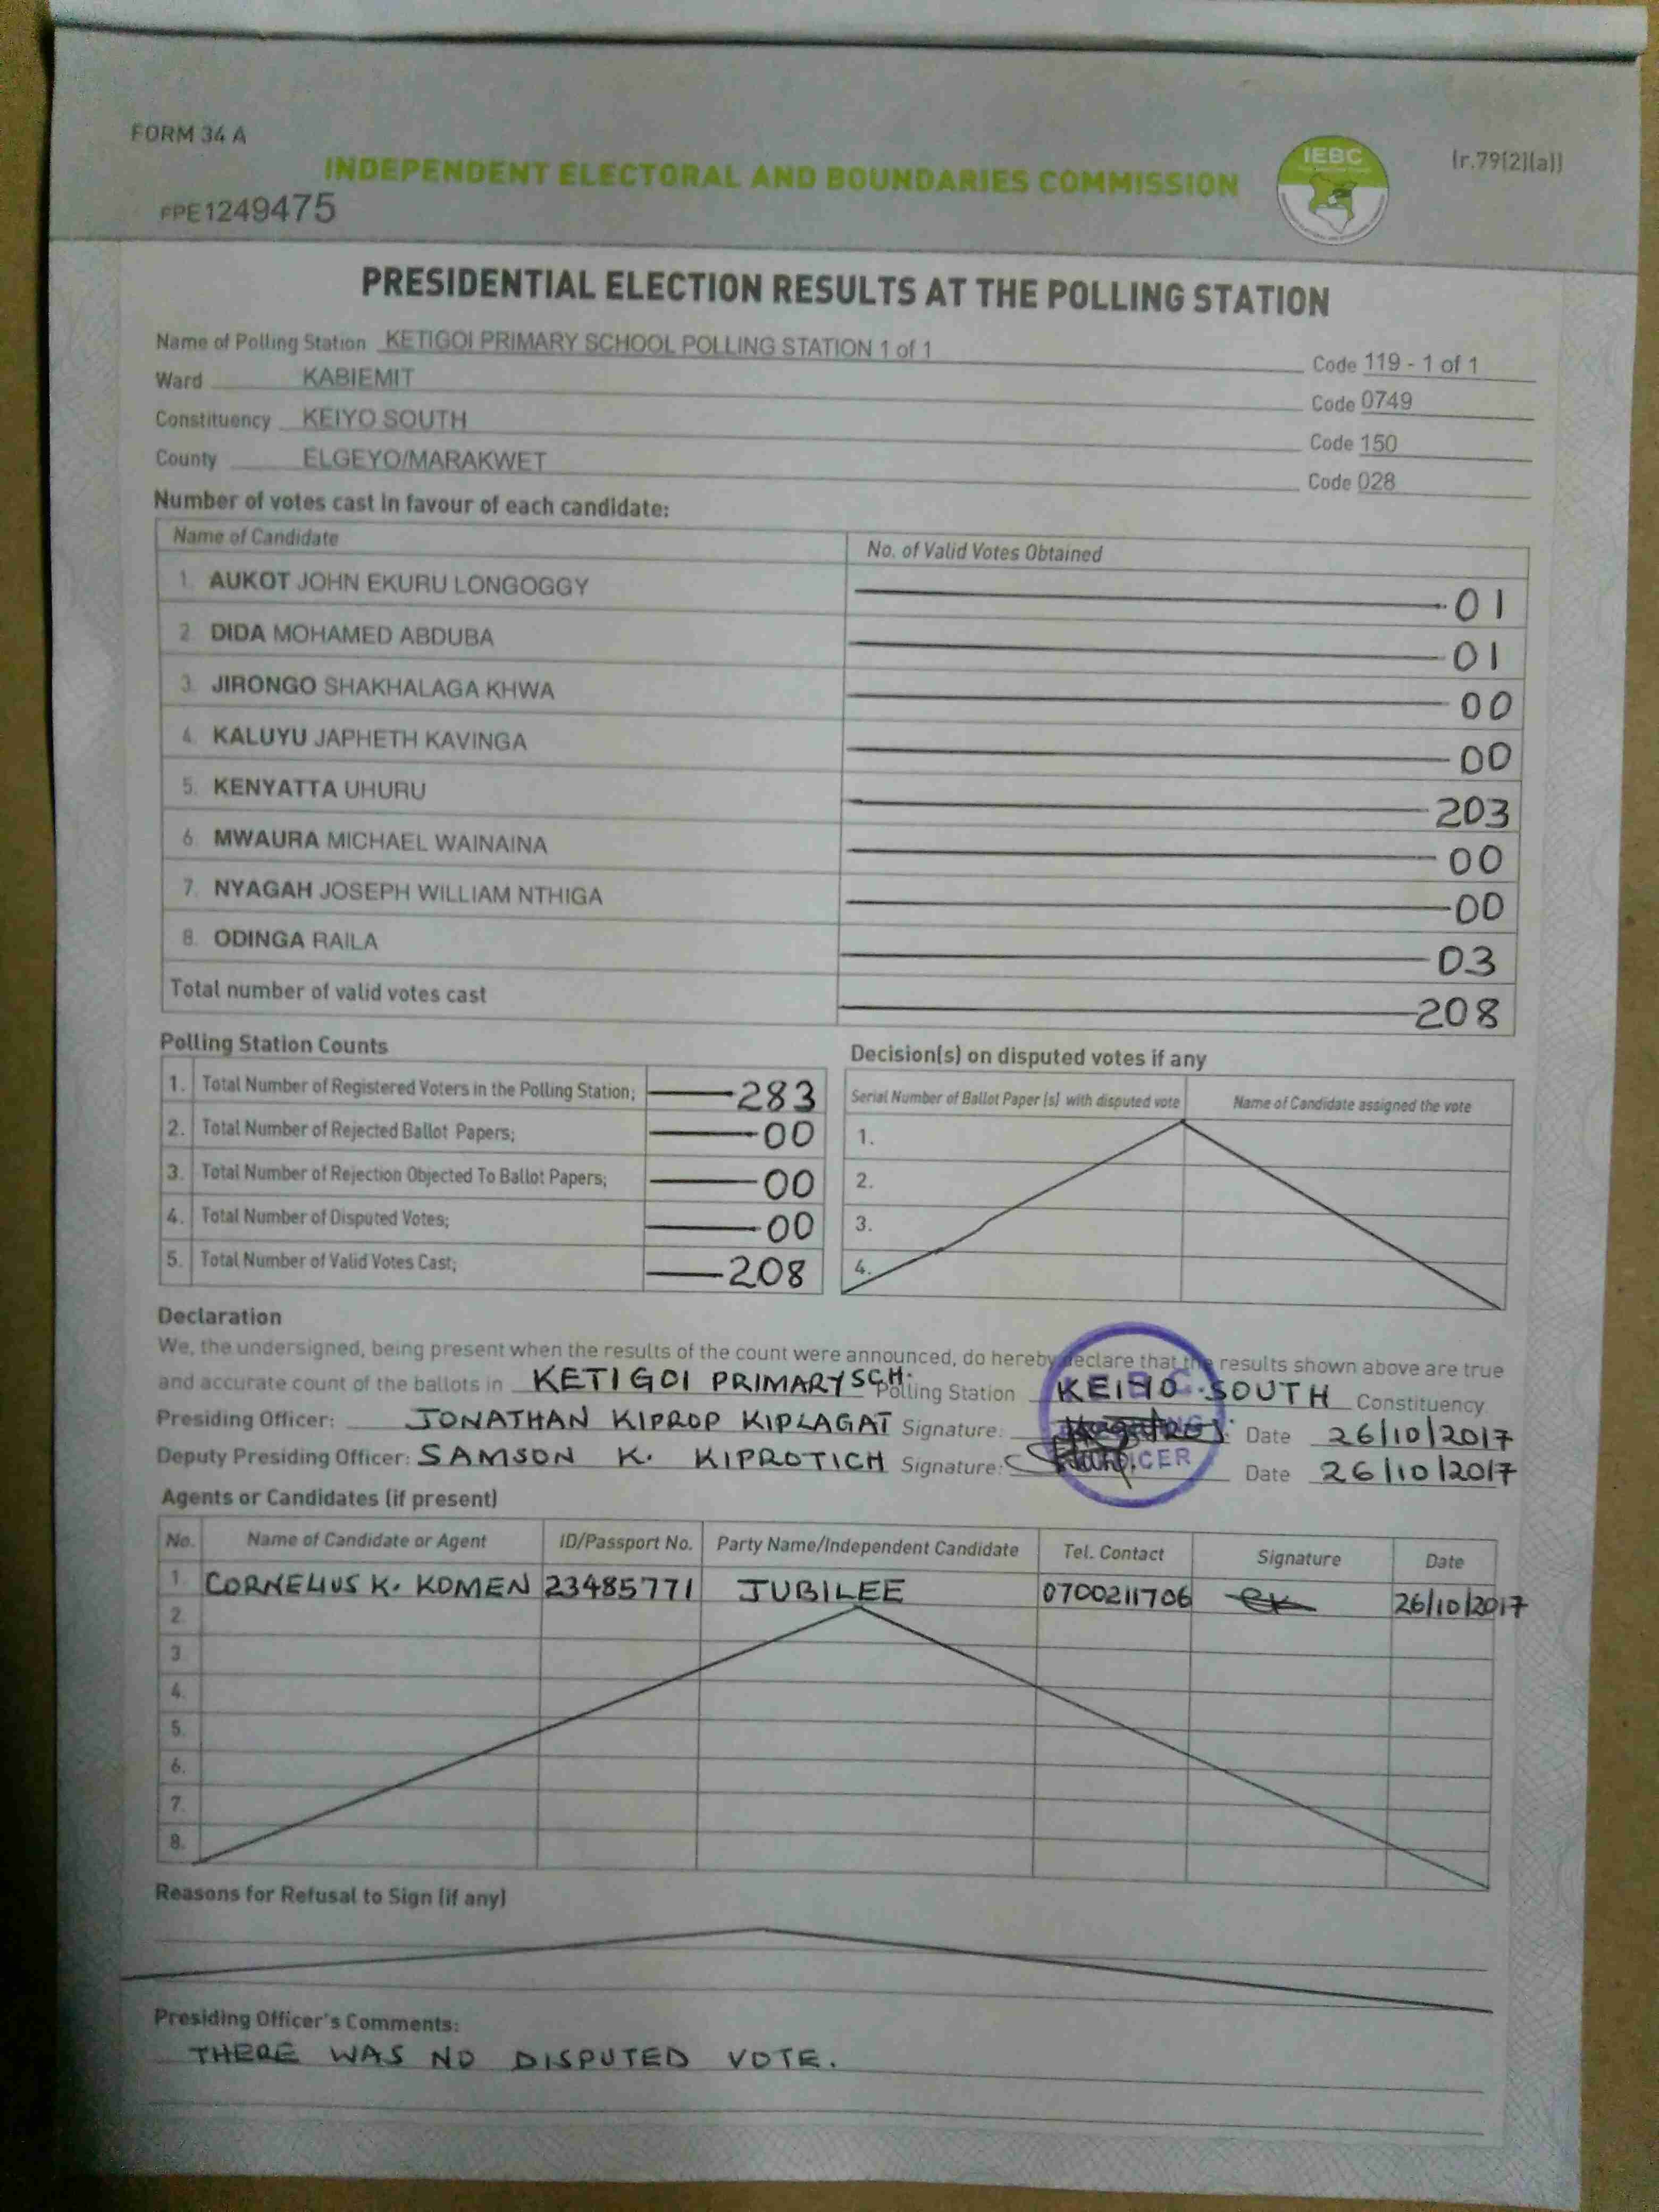 FORM 34 A
INDEPENDENT ELECTORAL AND BOUNDARIES COMMISSION
IEBC
(r.79(2)(a))
FPE1249475
PRESIDENTIAL ELECTION RESULTS AT THE POLLING STATION
Name of Polling Station KETIGOI PRIMARY SCHOOL POLLING STATION 1 of 1 Code 119 - 1 of 1
Ward KABIEMIT Code 0749
Constituency KEIYO SOUTH Code 150
County ELGEYO/MARAKWET Code 028
Number of votes cast in favour of each candidate:
Name of Candidate No. of Valid Votes Obtained
1. AUKOT JOHN EKURU LONGOGGY 01
2 DIDA MOHAMED ABDUBA 01
3. JIRONGO SHAKHALAGA KHWA 00
4. KALUYU JAPHETH KAVINGA 00
5. KENYATTA UHURU 203
6. MWAURA MICHAEL WAINAINA 00
7. NYAGAH JOSEPH WILLIAM NTHIGA 00
8. ODINGA RAILA 03
Total number of valid votes cast 208
Polling Station Counts
1. Total Number of Registered Voters in the Polling Station; 283
2. Total Number of Rejected Ballot Papers; 00
3. Total Number of Rejection Objected To Ballot Papers; 00
4. Total Number of Disputed Votes; 00
5. Total Number of Valid Votes Cast; 208
Decision(s) on disputed votes if any
Serial Number of Ballot Paper (s) with disputed vote Name of Candidate assigned the vote
1.
2.
3.
4.
Declaration
We, the undersigned, being present when the results of the count were announced, do hereby declare that the results shown above are true
and accurate count of the ballots in KETIGOI PRIMARY SCH. Polling Station KEIYO SOUTH Constituency
Presiding Officer: JONATHAN KIPROP KIPLAGAT Signature: Date 26/10/2017
Deputy Presiding Officer: SAMSON K. KIPROTICH Signature: Date 26/10/2017
Agents or Candidates (if present)
No. Name of Candidate or Agent ID/Passport No. Party Name/Independent Candidate Tel. Contact Signature Date
1. CORNELIUS K. KOMEN 23485771 JUBILEE 0700211706 26/10/2017
2.
3
4.
5.
6.
7.
8.
Reasons for Refusal to Sign (if any)
Presiding Officer's Comments:
THERE WAS NO DISPUTED VOTE.